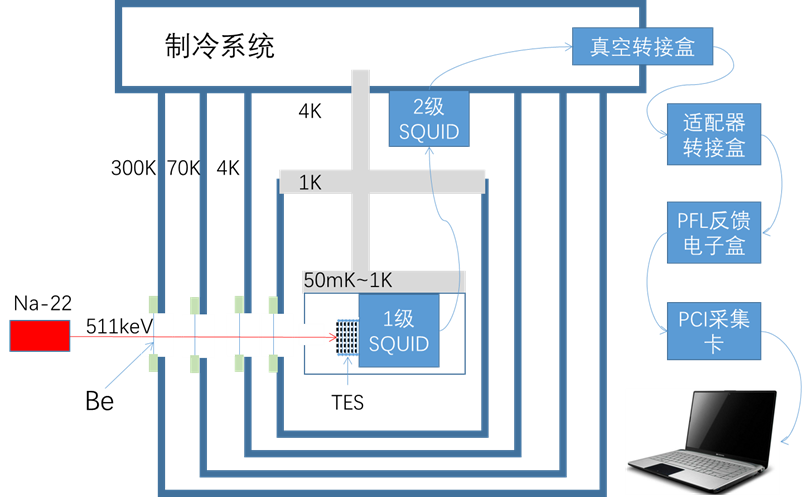 制冷系统
真空转接盒
4K
2级
SQUID
适配器
转接盒
300K
70K
4K
1K
PFL反馈
电子盒
50mK~1K
Na-22
511keV
1级
SQUID
PCI采集
卡
Be
TES